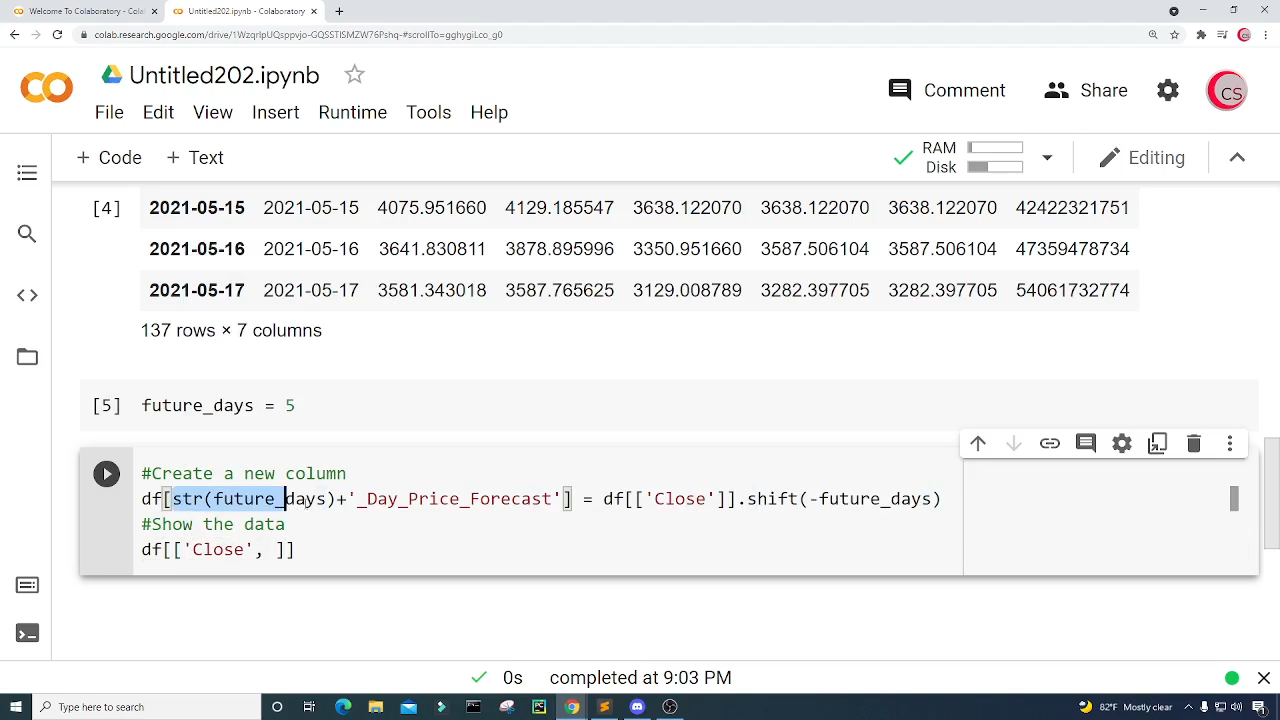 Welcome To Colaboratory - Colab
Untitled202.ipynb - Colaboratory
colab.research.google.com/drive/1WzqrIpUQsppvjo-GQSSTISMZW76Pshq-#scrollTo=gghygiLco_g0
Untitled202.ipynb
File Edit View Insert Runtime Tools Help
Comment
Share
CS
+ Code + Text
RAM
Disk
Editing
[4] 2021-05-15 2021-05-15 4075.951660 4129.185547 3638.122070 3638.122070 3638.122070 42422321751
2021-05-16 2021-05-16 3641.830811 3878.895996 3350.951660 3587.506104 3587.506104 47359478734
2021-05-17 2021-05-17 3581.343018 3587.765625 3129.008789 3282.397705 3282.397705 54061732774
137 rows × 7 columns
[5] future_days = 5
#Create a new column
df[str(future_days)+'_Day_Price_Forecast'] = df[['Close']].shift(-future_days)
#Show the data
df[['Close', ]]
0s completed at 9:03 PM
Type here to search
82°F Mostly clear
9:03 PM